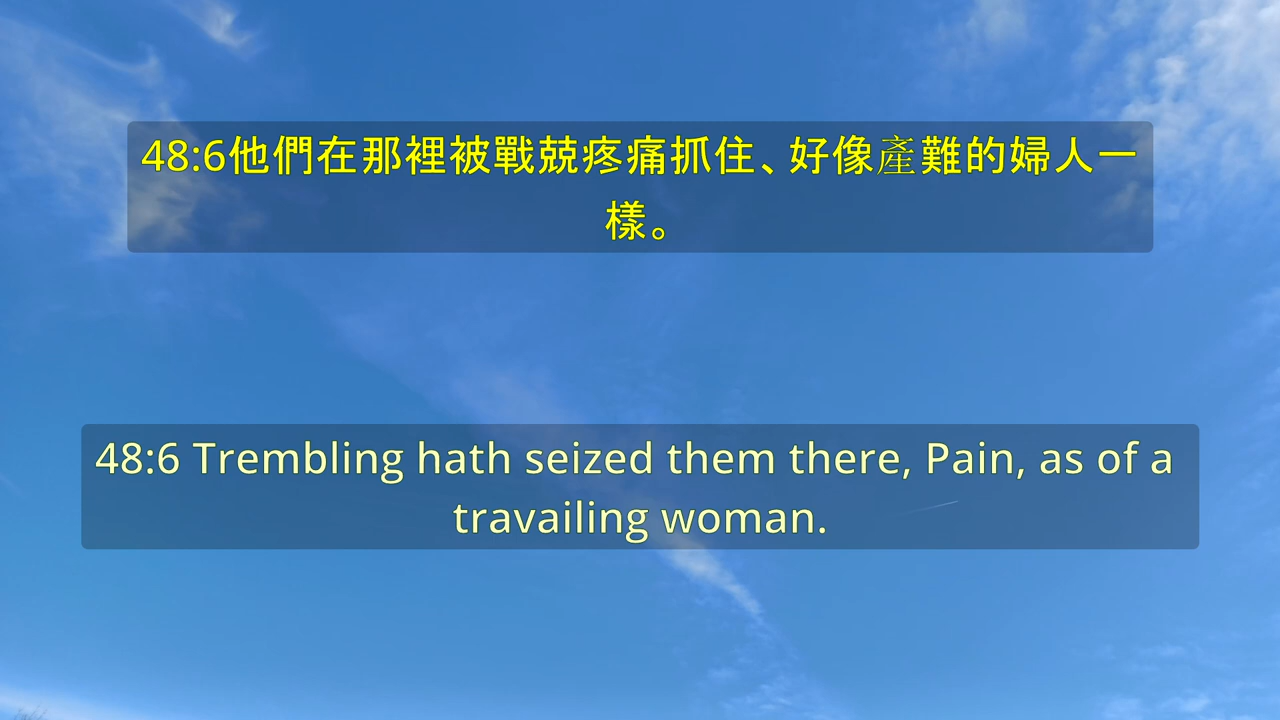 48:6他們在那裡被戰兢疼痛抓住、好像產難的婦人一
樣。
48:6 Trembling hath seized them there, Pain, as of a
travailing woman.